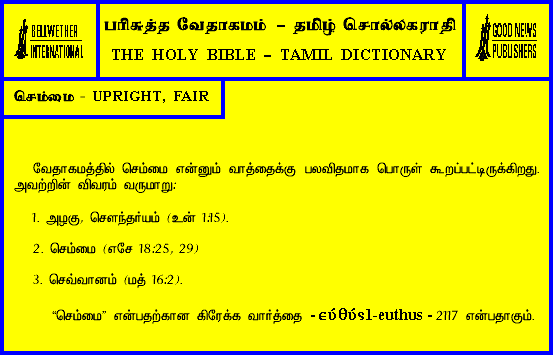 BELLWETHER
INTERNATIONAL
பரிசுத்த வேதாகமம் – தமிழ் சொல்லகராதி
THE HOLY BIBLE – TAMIL DICTIONARY
GOOD NEWS
PUBLISHERS
செம்மை - UPRIGHT, FAIR
வேதாகமத்தில் செம்மை என்னும் வாத்தைக்கு பலவிதமாக பொருள் கூறப்பட்டிருக்கிறது.
அவற்றின் விவரம் வருமாறு:
1. அழகு, சௌந்தர்யம் (உன் 1:15).
2. செம்மை (எசே 18:25, 29)
3. செவ்வானம் (மத் 16:2).
“செம்மை” என்பதற்கான கிரேக்க வார்த்தை - εύθύs1-euthus - 2117 என்பதாகும்.